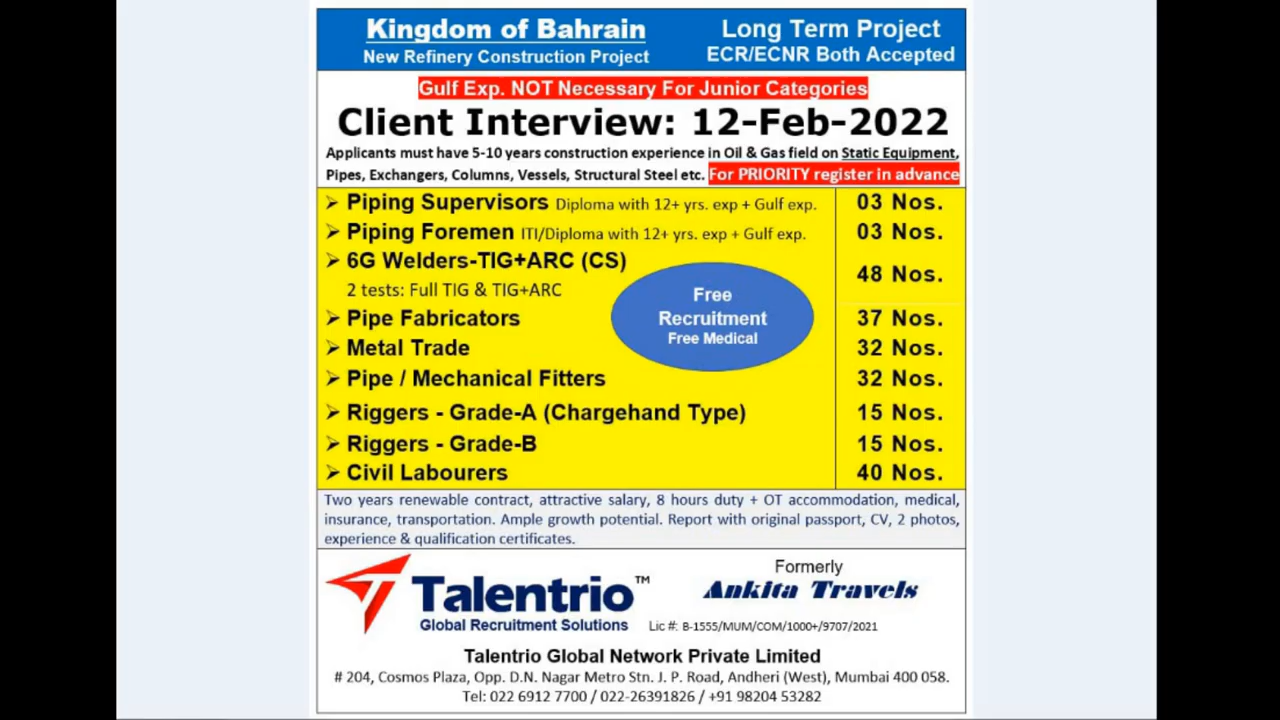 Kingdom of Bahrain
New Refinery Construction Project
Long Term Project
ECR/ECNR Both Accepted
Gulf Exp. NOT Necessary For Junior Categories
Client Interview: 12-Feb-2022
Applicants must have 5-10 years construction experience in Oil & Gas field on Static Equipment,
Pipes, Exchangers, Columns, Vessels, Structural Steel etc. For PRIORITY register in advance
➢ Piping Supervisors Diploma with 12+ yrs. exp + Gulf exp. 03 Nos.
➢ Piping Foremen ITI/Diploma with 12+ yrs. exp + Gulf exp. 03 Nos.
➢ 6G Welders-TIG+ARC (CS) 48 Nos.
2 tests: Full TIG & TIG+ARC
Free
Recruitment
Free Medical
➢ Pipe Fabricators 37 Nos.
➢ Metal Trade 32 Nos.
➢ Pipe / Mechanical Fitters 32 Nos.
➢ Riggers - Grade-A (Chargehand Type) 15 Nos.
➢ Riggers - Grade-B 15 Nos.
➢ Civil Labourers 40 Nos.
Two years renewable contract, attractive salary, 8 hours duty + OT accommodation, medical,
insurance, transportation. Ample growth potential. Report with original passport, CV, 2 photos,
experience & qualification certificates.
Talentrio™
Global Recruitment Solutions
Formerly
Ankita Travels
Lic #: B-1555/MUM/COM/1000+/9707/2021
Talentrio Global Network Private Limited
# 204, Cosmos Plaza, Opp. D.N. Nagar Metro Stn. J. P. Road, Andheri (West), Mumbai 400 058.
Tel: 022 6912 7700 / 022-26391826 / +91 98204 53282